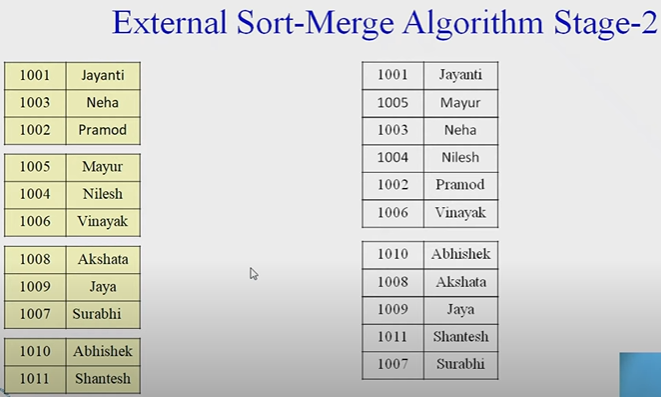 External Sort-Merge Algorithm Stage-2
1001 Jayanti
1003 Neha
1002 Pramod
1005 Mayur
1004 Nilesh
1006 Vinayak
1008 Akshata
1009 Jaya
1007 Surabhi
1010 Abhishek
1011 Shantesh
1001 Jayanti
1005 Mayur
1003 Neha
1004 Nilesh
1002 Pramod
1006 Vinayak
1010 Abhishek
1008 Akshata
1009 Jaya
1011 Shantesh
1007 Surabhi